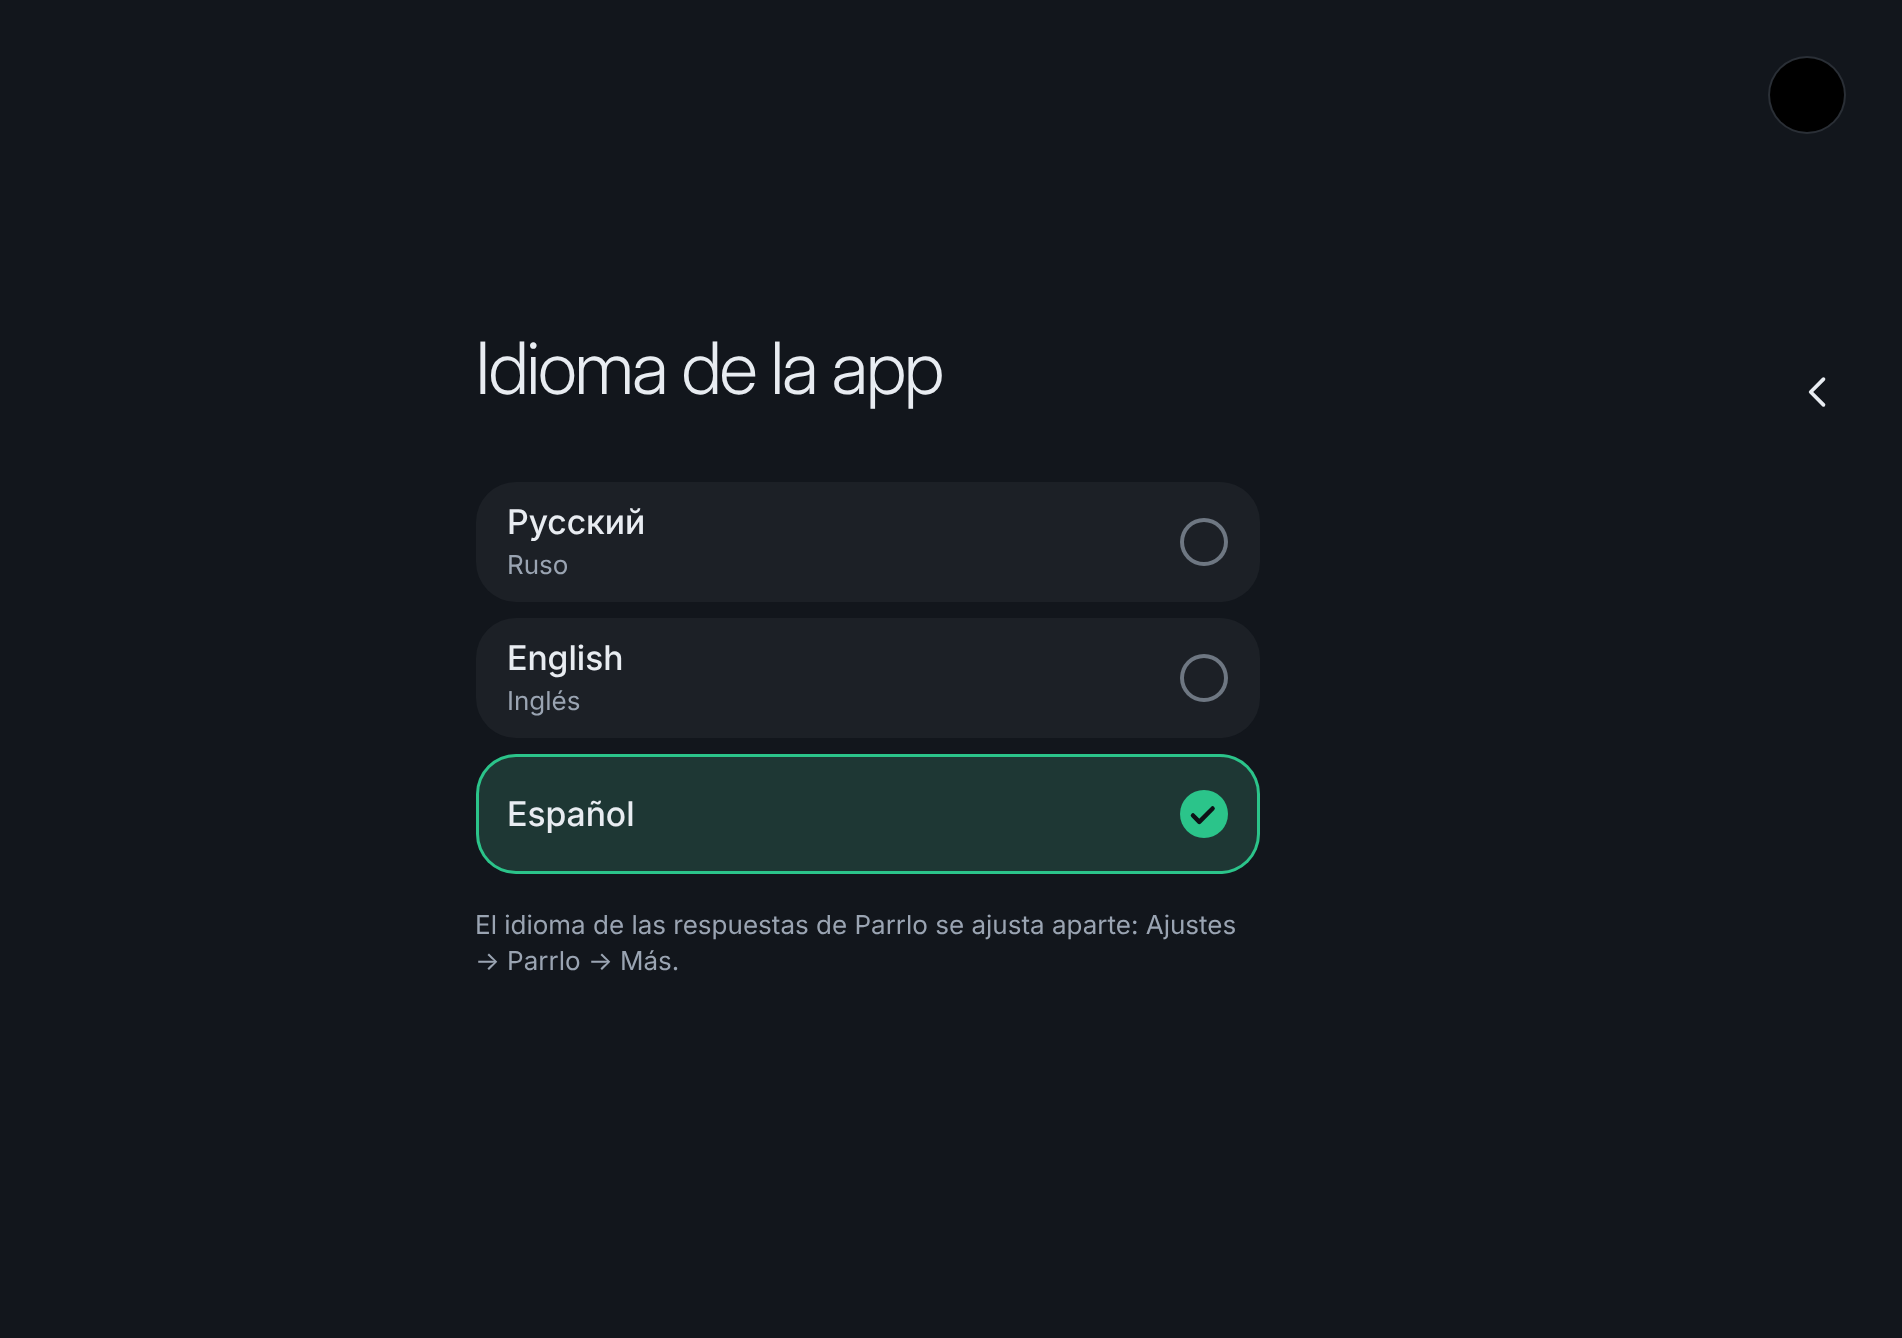 Idioma de la app
Русский
Ruso
English
Inglés
Español
El idioma de las respuestas de Parrlo se ajusta aparte: Ajustes
→ Parrlo → Más.